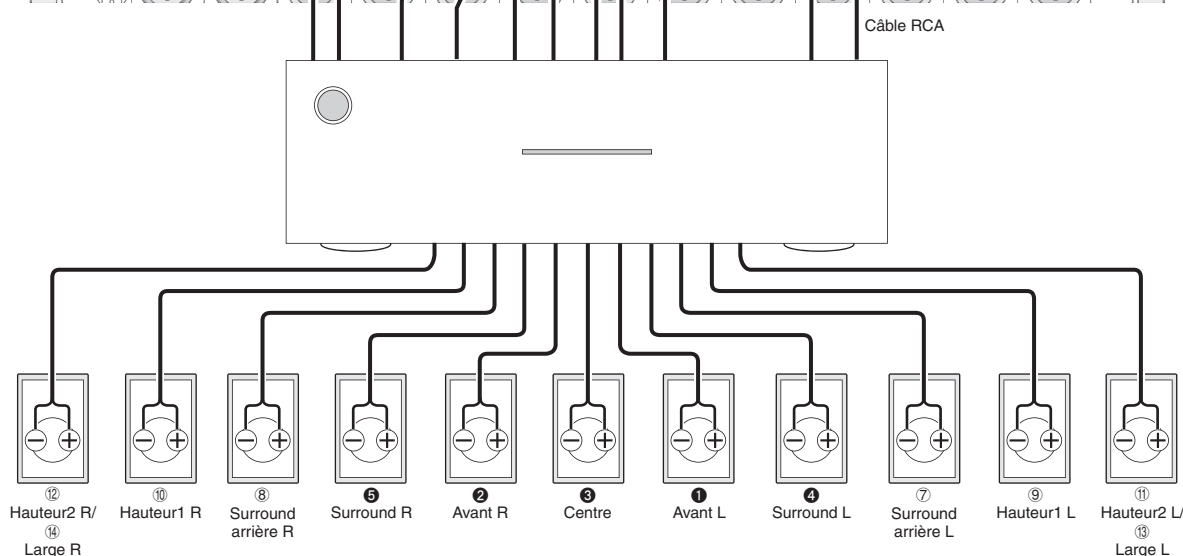 Câble RCA
⑫ ⑩ ⑧ ❺ ❷ ❸ ❶ ❹ ⑦ ⑨ ⑪
Hauteur2 R/ Hauteur1 R Surround Surround R Avant R Centre Avant L Surround L Surround Hauteur1 L Hauteur2 L/
⑭ arrière R arrière L ⑬
Large R Large L